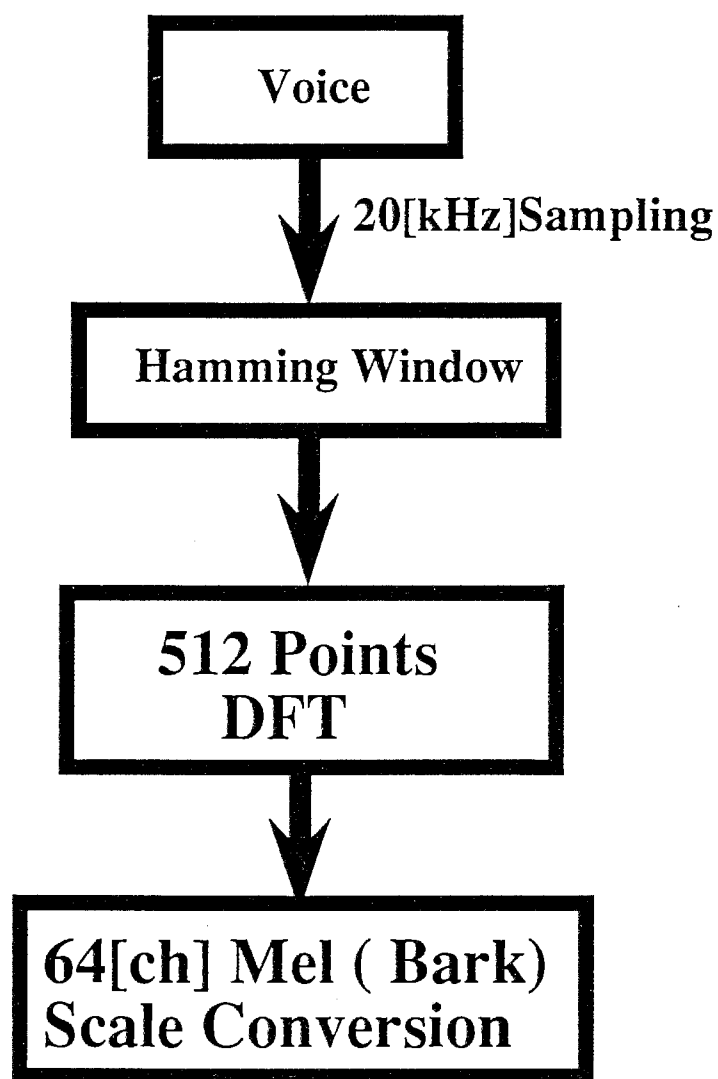 Voice
20[kHz]Sampling
Hamming Window
512 Points
DFT
64[ch] Mel ( Bark)
Scale Conversion